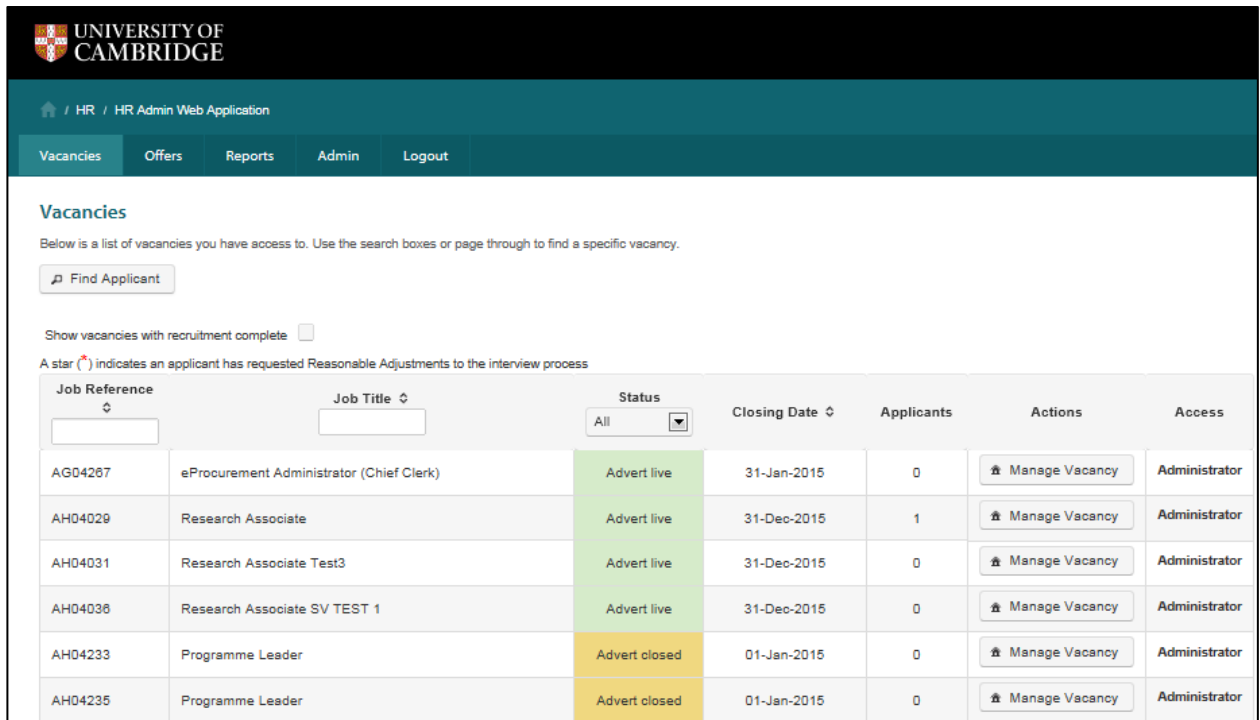 UNIVERSITY OF
CAMBRIDGE
/ HR / HR Admin Web Application
Vacancies Offers Reports Admin Logout
Vacancies
Below is a list of vacancies you have access to. Use the search boxes or page through to find a specific vacancy.
Find Applicant
Show vacancies with recruitment complete
A star (*) indicates an applicant has requested Reasonable Adjustments to the interview process
Job Reference Job Title Status Closing Date Applicants Actions Access
All
AG04267 eProcurement Administrator (Chief Clerk) Advert live 31-Jan-2015 0 Manage Vacancy Administrator
AH04029 Research Associate Advert live 31-Dec-2015 1 Manage Vacancy Administrator
AH04031 Research Associate Test3 Advert live 31-Dec-2015 0 Manage Vacancy Administrator
AH04036 Research Associate SV TEST 1 Advert live 31-Dec-2015 0 Manage Vacancy Administrator
AH04233 Programme Leader Advert closed 01-Jan-2015 0 Manage Vacancy Administrator
AH04235 Programme Leader Advert closed 01-Jan-2015 0 Manage Vacancy Administrator